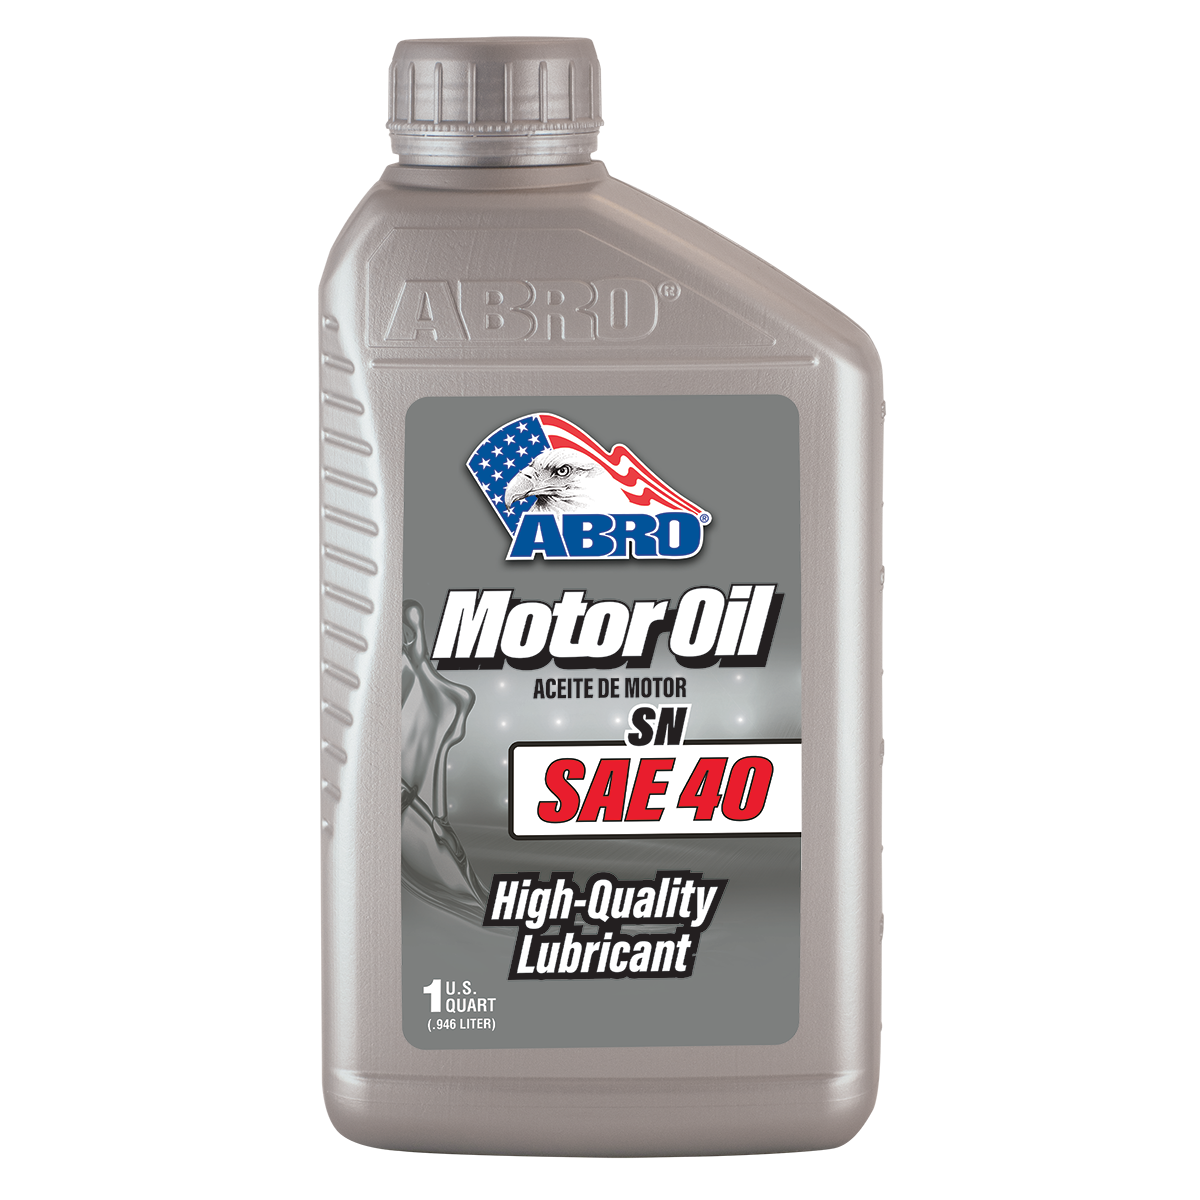 ABRO®
ABRO®
Motor Oil
ACEITE DE MOTOR
SN
SAE 40
High-Quality
Lubricant
1 U.S.
QUART
(.946 LITER)